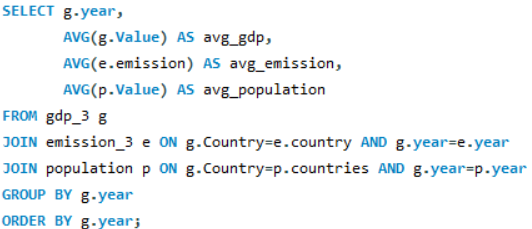 SELECT g.year,
AVG(g.Value) AS avg_gdp,
AVG(e.emission) AS avg_emission,
AVG(p.Value) AS avg_population
FROM gdp_3 g
JOIN emission_3 e ON g.Country=e.country AND g.year=e.year
JOIN population p ON g.Country=p.countries AND g.year=p.year
GROUP BY g.year
ORDER BY g.year;